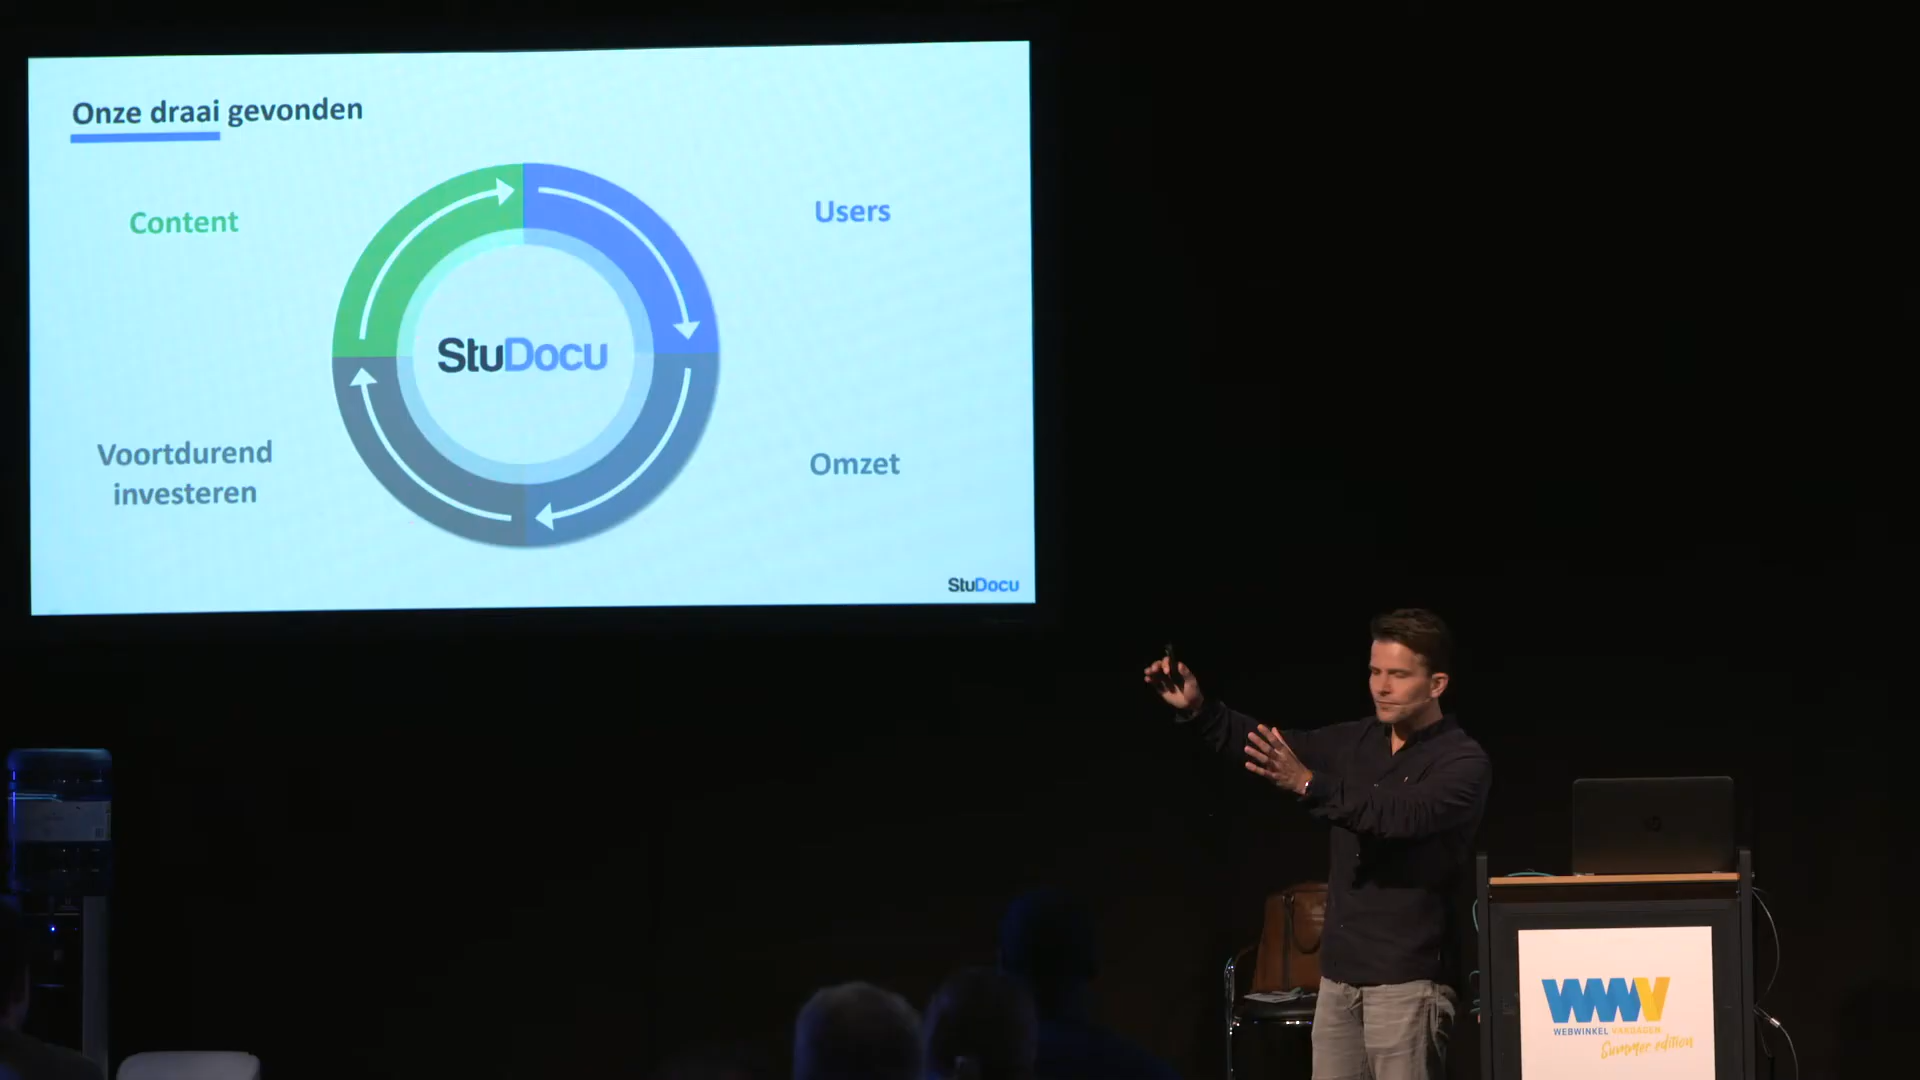 Onze draai gevonden
Content
Users
StuDocu
Voortdurend
investeren
Omzet
StuDocu
WWV
WEBWINKEL VAKDAGEN
Summer edition